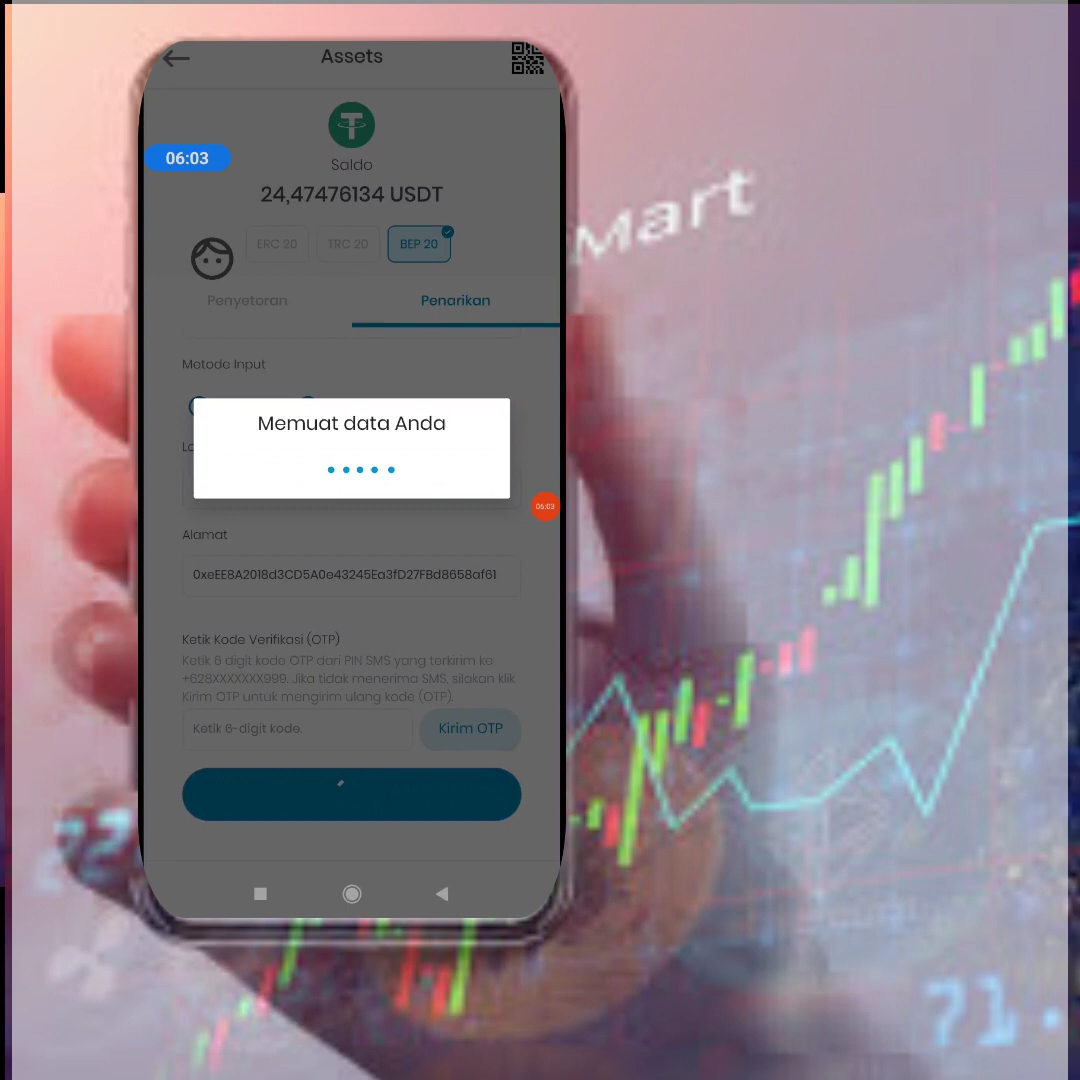 Assets
06:03
Saldo
24,47476134 USDT
ERC 20
TRC 20
BEP 20
Penyetoran
Penarikan
Metode Input
Memuat data Anda
06:03
Alamat
0xeEE8A2018d3CD5A0e43245Ea3fD27FBd8658af61
Ketik Kode Verifikasi (OTP)
Ketik 6 digit kode OTP dari PIN SMS yang terkirim ke
+628XXXXXXX999. Jika tidak menerima SMS, silakan klik
Kirim OTP untuk mengirim ulang kode (OTP).
Ketik 6-digit kode.
Kirim OTP
Mart
71.